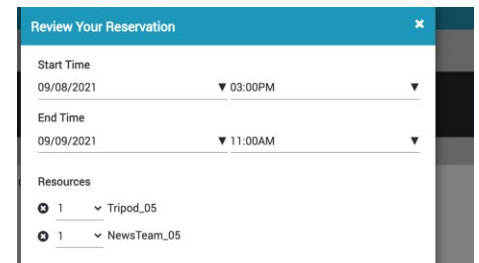 Review Your Reservation ×
Start Time
09/08/2021 ▼ 03:00PM ▼
End Time
09/09/2021 ▼ 11:00AM ▼
Resources
1 Tripod_05
1 NewsTeam_05